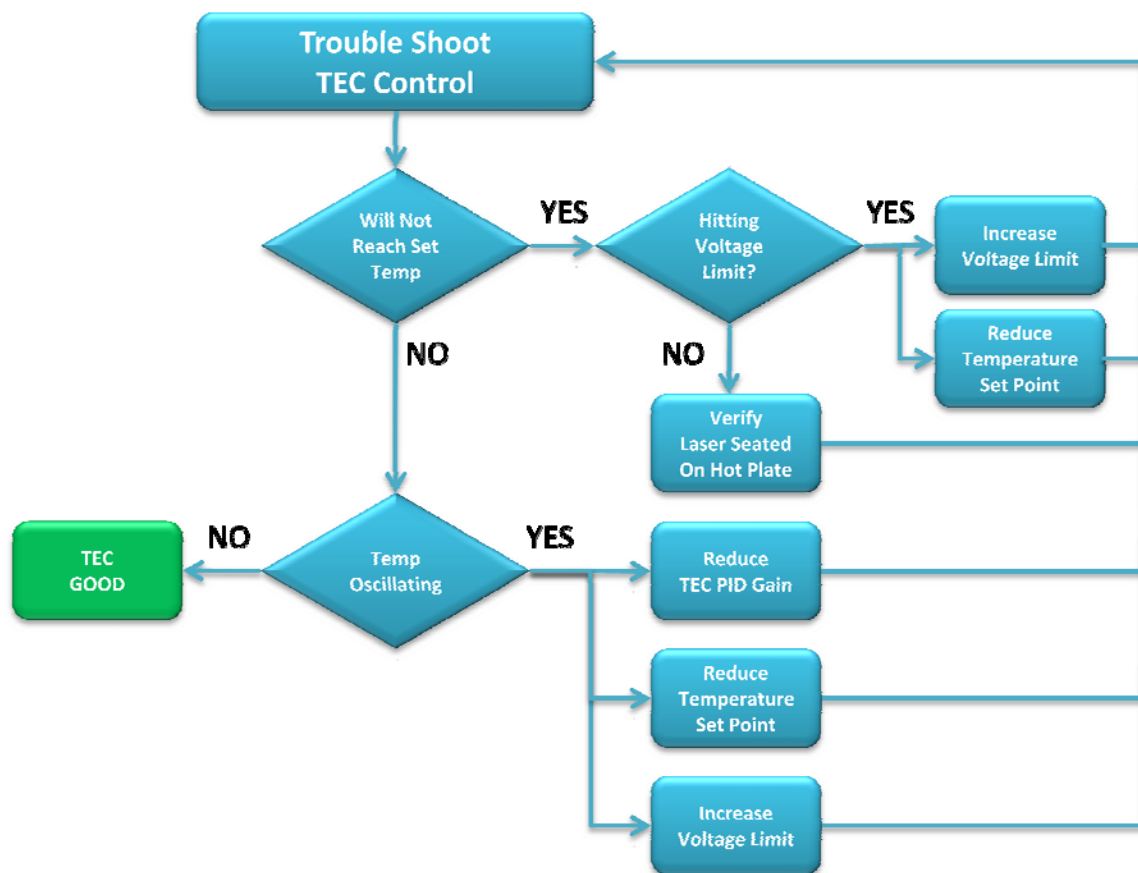 Trouble Shoot
TEC Control
Will Not
Reach Set
Temp
YES
Hitting
Voltage
Limit?
YES
Increase
Voltage Limit
Reduce
Temperature
Set Point
NO
NO
Verify
Laser Seated
On Hot Plate
TEC
GOOD
NO
Temp
Oscillating
YES
Reduce
TEC PID Gain
Reduce
Temperature
Set Point
Increase
Voltage Limit